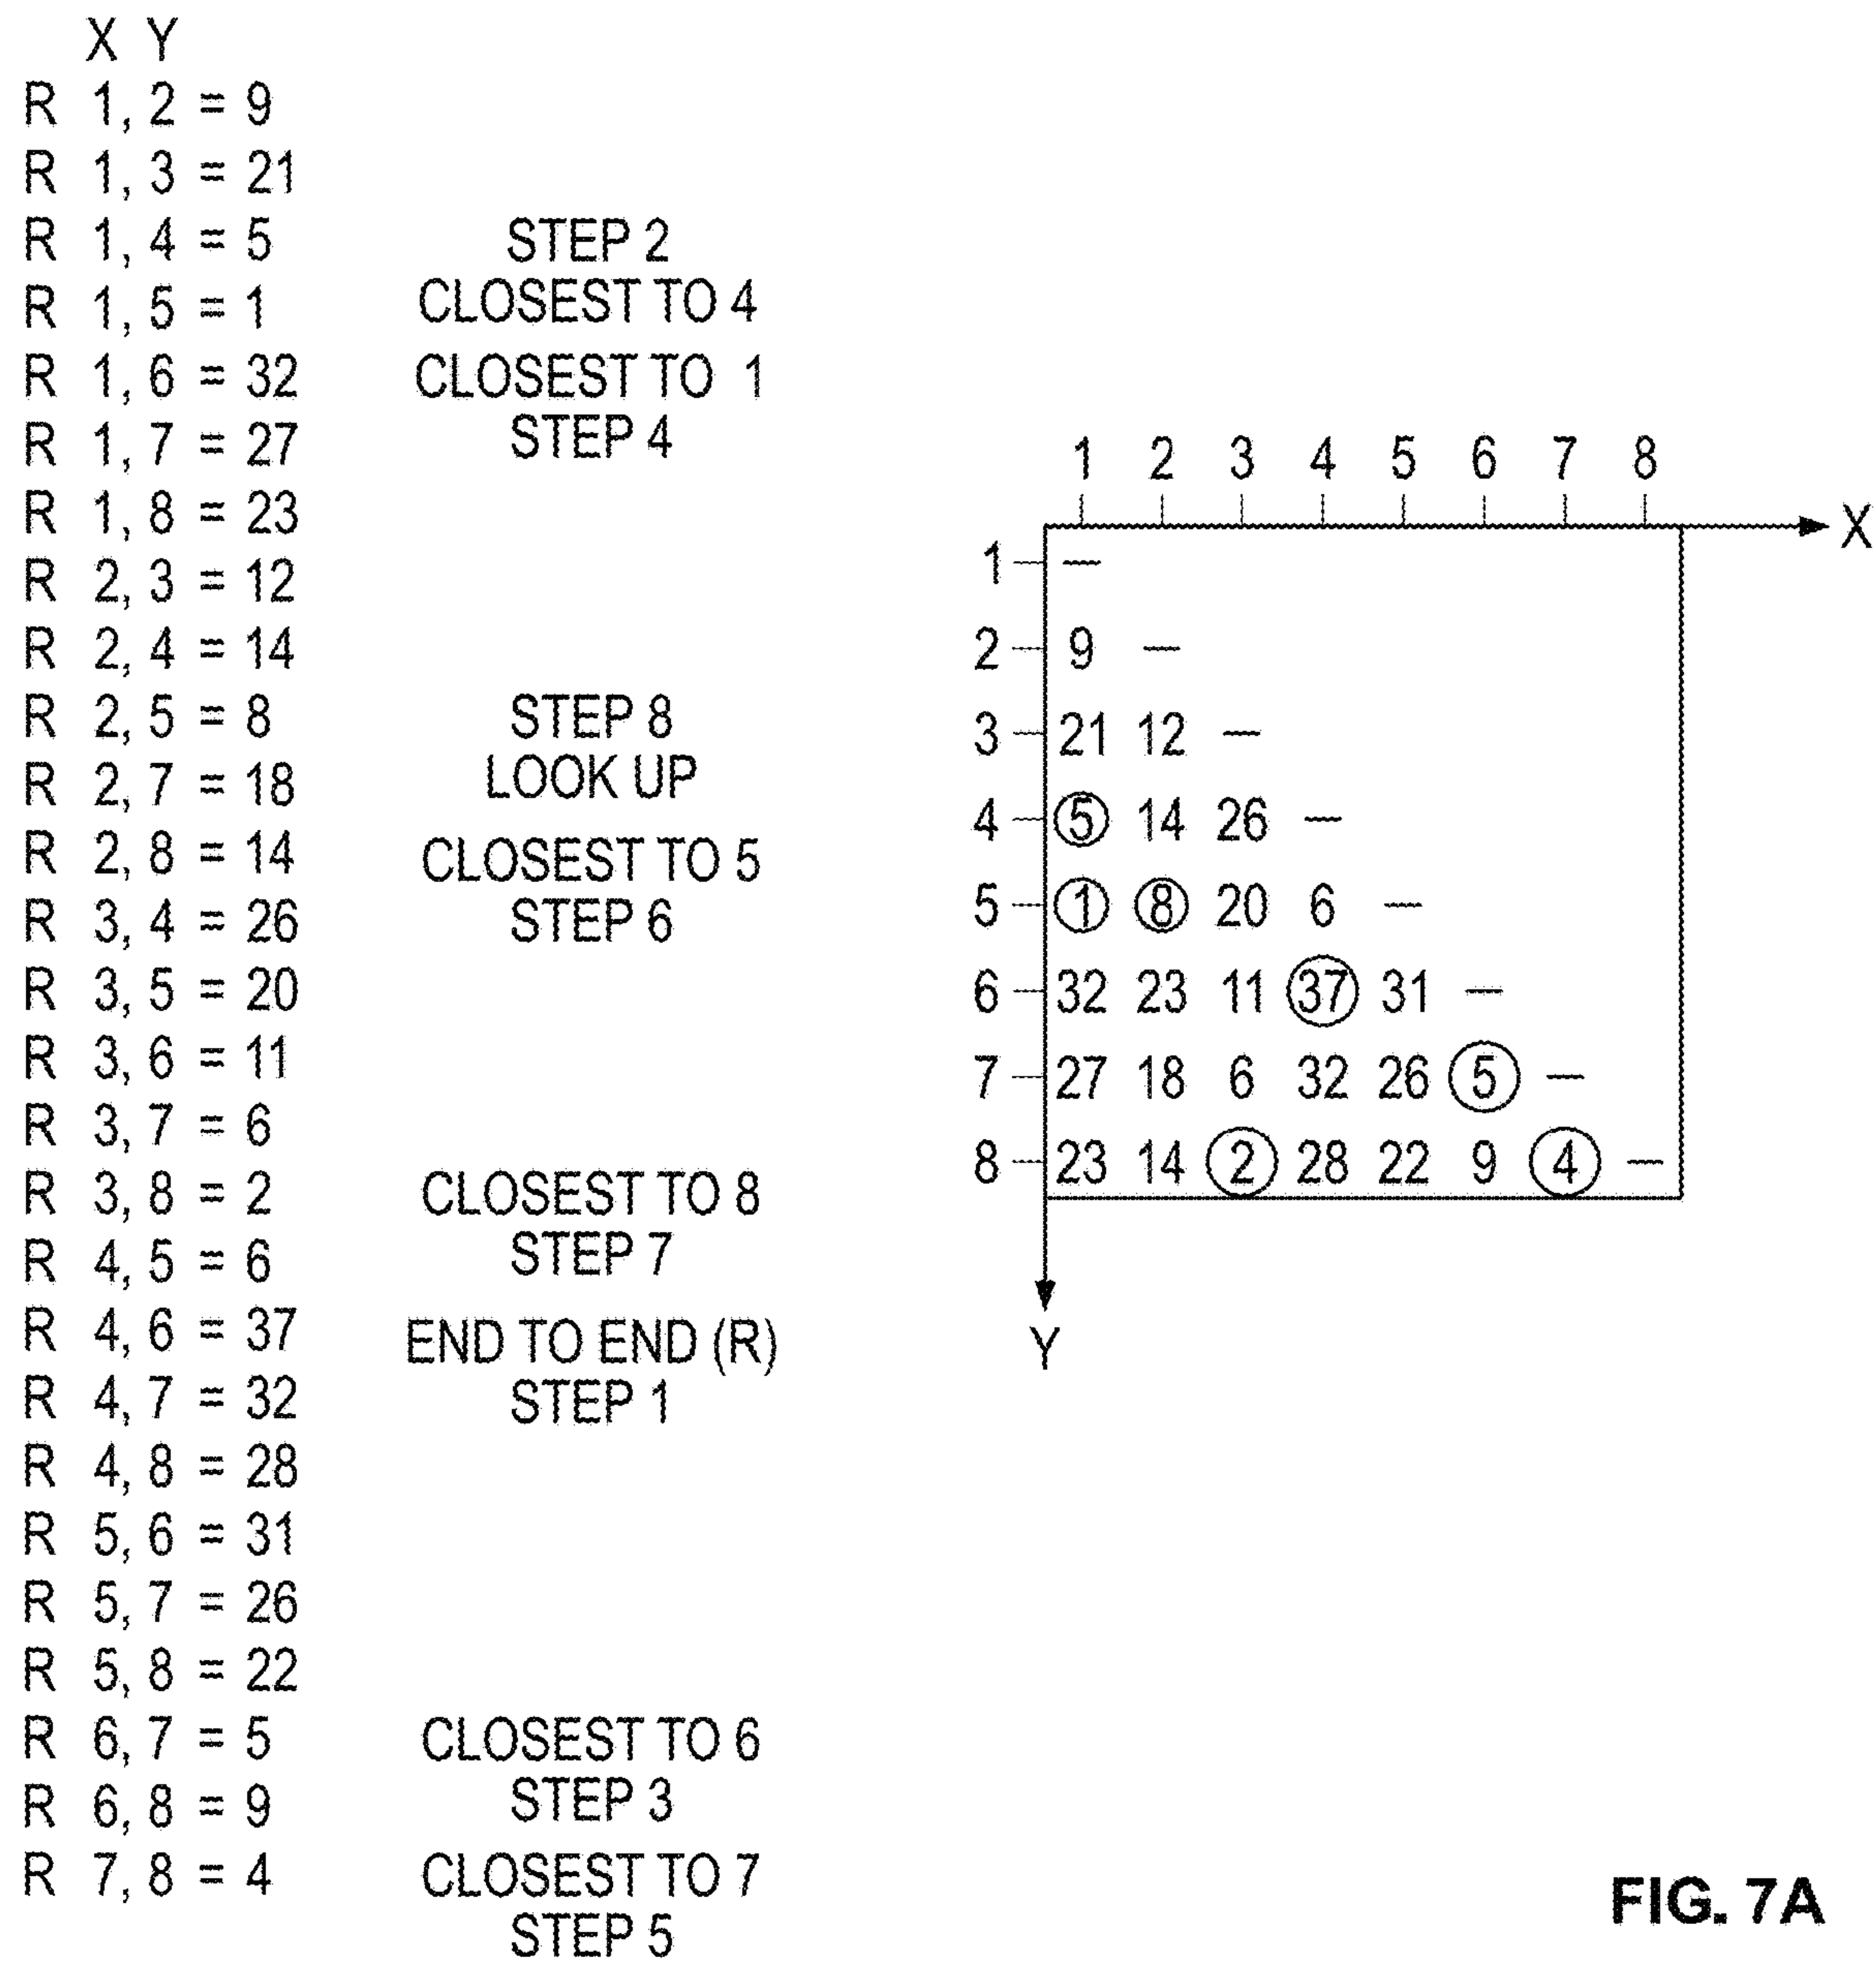 X Y
R 1, 2 = 9
R 1, 3 = 21
R 1, 4 = 5
R 1, 5 = 1
R 1, 6 = 32
R 1, 7 = 27
R 1, 8 = 23
R 2, 3 = 12
R 2, 4 = 14
R 2, 5 = 8
R 2, 7 = 18
R 2, 8 = 14
R 3, 4 = 26
R 3, 5 = 20
R 3, 6 = 11
R 3, 7 = 6
R 3, 8 = 2
R 4, 5 = 6
R 4, 6 = 37
R 4, 7 = 32
R 4, 8 = 28
R 5, 6 = 31
R 5, 7 = 26
R 5, 8 = 22
R 6, 7 = 5
R 6, 8 = 9
R 7, 8 = 4
STEP 2
CLOSEST TO 4
CLOSEST TO 1
STEP 4
STEP 8
LOOK UP
CLOSEST TO 5
STEP 6
CLOSEST TO 8
STEP 7
END TO END (R)
STEP 1
CLOSEST TO 6
STEP 3
CLOSEST TO 7
STEP 5
1 2 3 4 5 6 7 8
X
1 —
2 9 —
3 21 12 —
4 5 14 26 —
5 1 8 20 6 —
6 32 23 11 37 31 —
7 27 18 6 32 26 5 —
8 23 14 2 28 22 9 4 —
Y
FIG. 7A